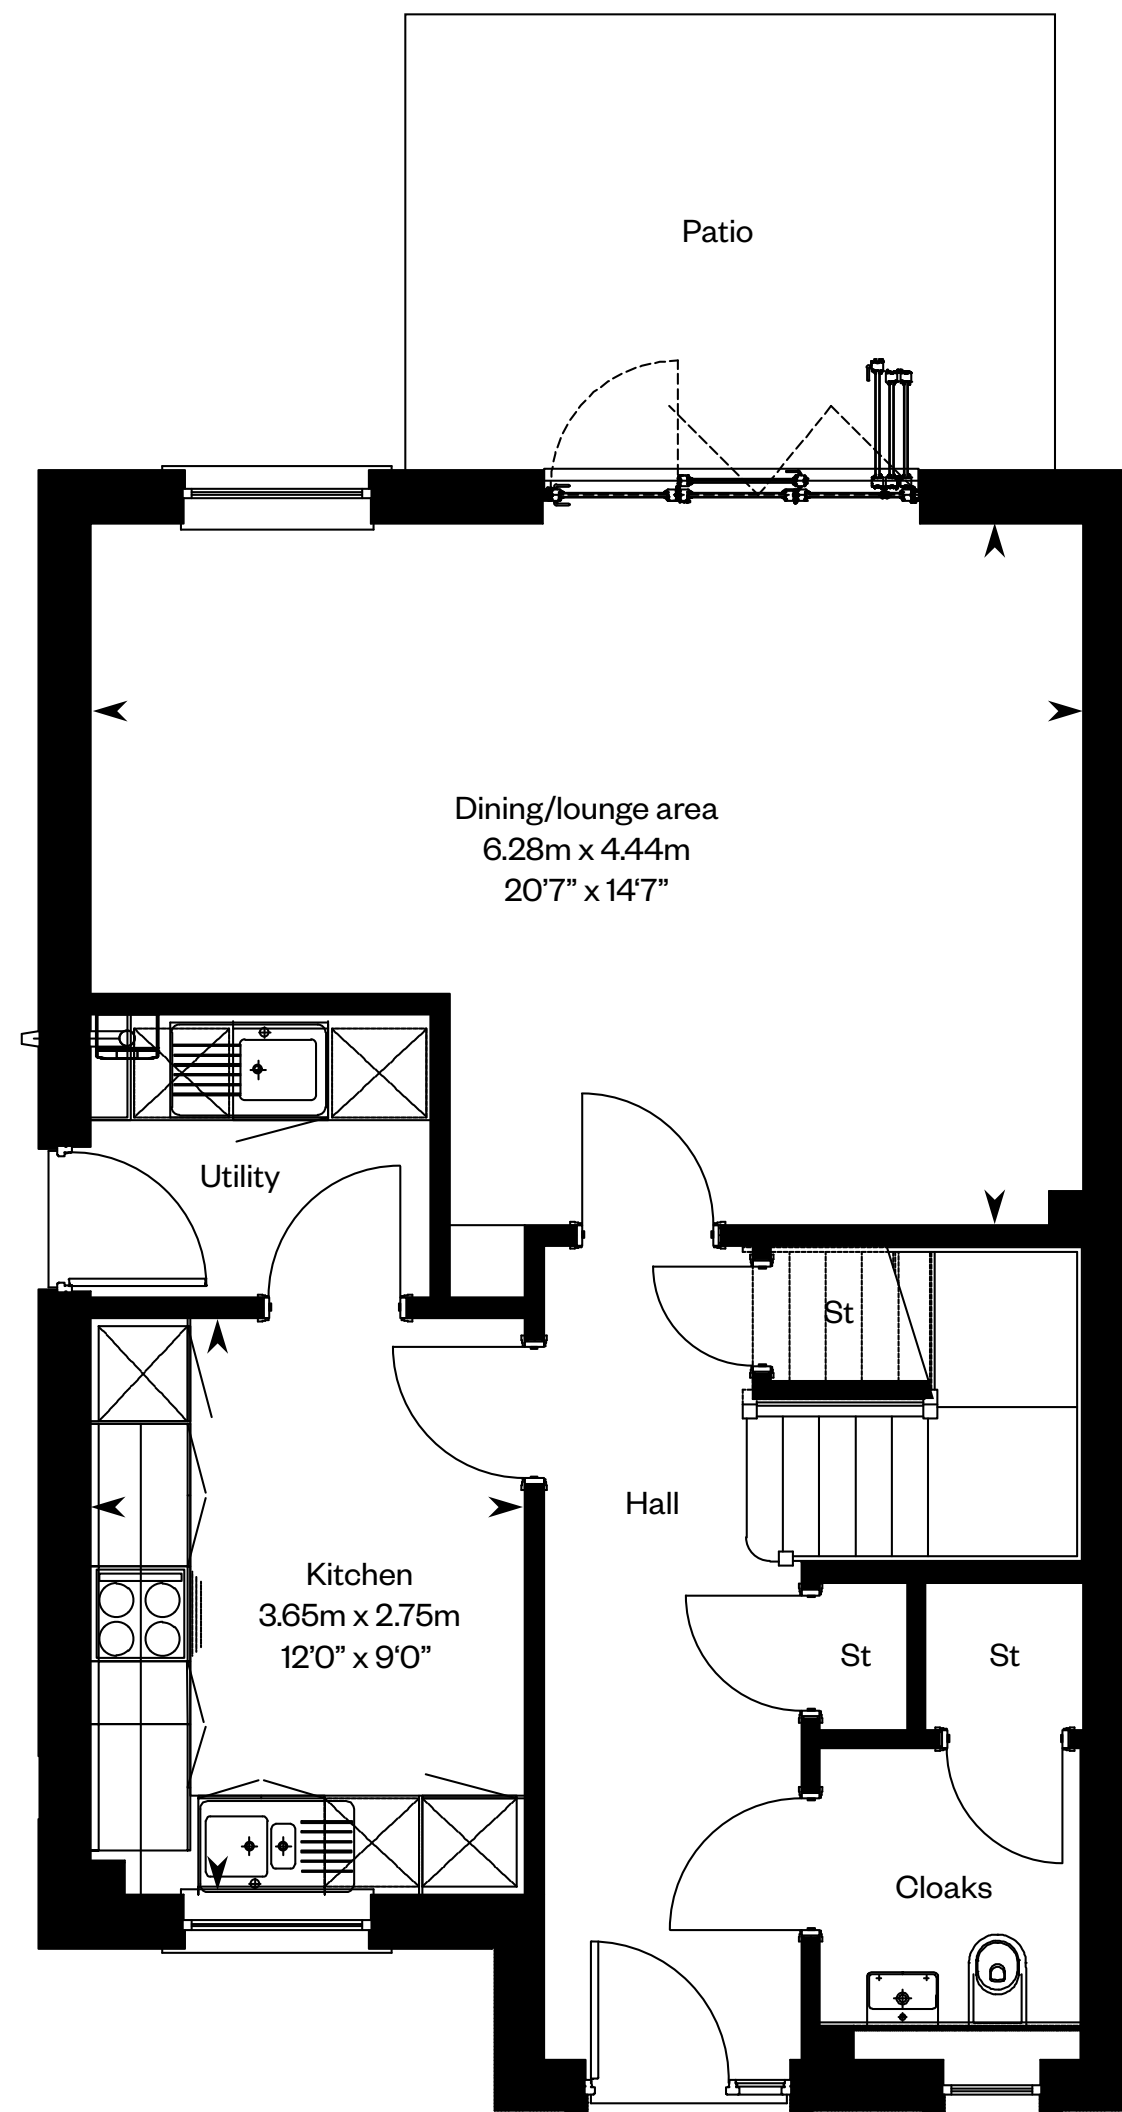 Patio
Dining/lounge area
6.28m x 4.44m
20’7” x 14‘7”
Utility
St
Hall
Kitchen
3.65m x 2.75m
12’0” x 9‘0”
St
St
Cloaks